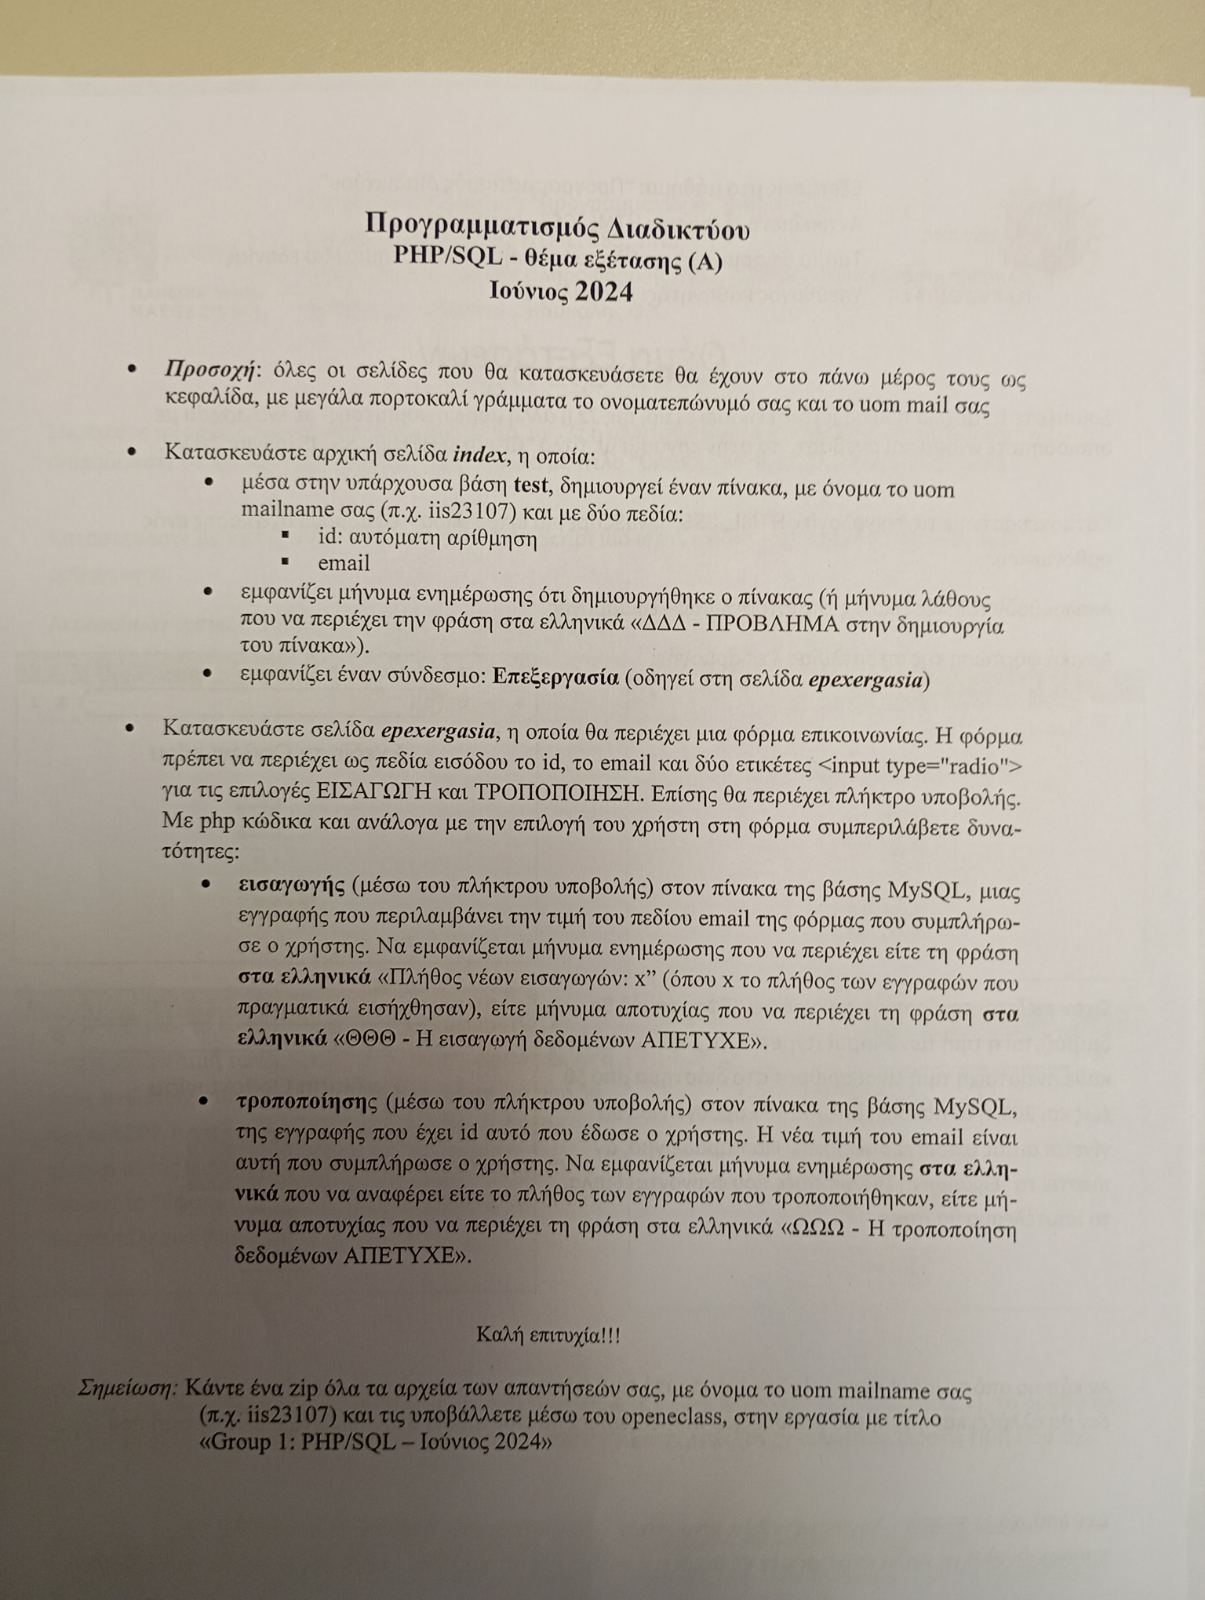 Προγραμματισμός Διαδικτύου
PHP/SQL - θέμα εξέτασης (Α)
Ιούνιος 2024
• Προσοχή: όλες οι σελίδες που θα κατασκευάσετε θα έχουν στο πάνω μέρος τους ως
κεφαλίδα, με μεγάλα πορτοκαλί γράμματα το ονοματεπώνυμό σας και το uom mail σας
• Κατασκευάστε αρχική σελίδα index, η οποία:
• μέσα στην υπάρχουσα βάση test, δημιουργεί έναν πίνακα, με όνομα το uom
mailname σας (π.χ. iis23107) και με δύο πεδία:
▪ id: αυτόματη αρίθμηση
▪ email
• εμφανίζει μήνυμα ενημέρωσης ότι δημιουργήθηκε ο πίνακας (ή μήνυμα λάθους
που να περιέχει την φράση στα ελληνικά «ΔΔΔ - ΠΡΟΒΛΗΜΑ στην δημιουργία
του πίνακα»).
• εμφανίζει έναν σύνδεσμο: Επεξεργασία (οδηγεί στη σελίδα epexergasia)
• Κατασκευάστε σελίδα epexergasia, η οποία θα περιέχει μια φόρμα επικοινωνίας. Η φόρμα
πρέπει να περιέχει ως πεδία εισόδου το id, το email και δύο ετικέτες <input type="radio">
για τις επιλογές ΕΙΣΑΓΩΓΗ και ΤΡΟΠΟΠΟΙΗΣΗ. Επίσης θα περιέχει πλήκτρο υποβολής.
Με php κώδικα και ανάλογα με την επιλογή του χρήστη στη φόρμα συμπεριλάβετε δυνα-
τότητες:
• εισαγωγής (μέσω του πλήκτρου υποβολής) στον πίνακα της βάσης MySQL, μιας
εγγραφής που περιλαμβάνει την τιμή του πεδίου email της φόρμας που συμπλήρω-
σε ο χρήστης. Να εμφανίζεται μήνυμα ενημέρωσης που να περιέχει είτε τη φράση
στα ελληνικά «Πλήθος νέων εισαγωγών: x” (όπου x το πλήθος των εγγραφών που
πραγματικά εισήχθησαν), είτε μήνυμα αποτυχίας που να περιέχει τη φράση στα
ελληνικά «ΘΘΘ - Η εισαγωγή δεδομένων ΑΠΕΤΥΧΕ».
• τροποποίησης (μέσω του πλήκτρου υποβολής) στον πίνακα της βάσης MySQL,
της εγγραφής που έχει id αυτό που έδωσε ο χρήστης. Η νέα τιμή του email είναι
αυτή που συμπλήρωσε ο χρήστης. Να εμφανίζεται μήνυμα ενημέρωσης στα ελλη-
νικά που να αναφέρει είτε το πλήθος των εγγραφών που τροποποιήθηκαν, είτε μή-
νυμα αποτυχίας που να περιέχει τη φράση στα ελληνικά «ΩΩΩ - Η τροποποίηση
δεδομένων ΑΠΕΤΥΧΕ».
Καλή επιτυχία!!!
Σημείωση: Κάντε ένα zip όλα τα αρχεία των απαντήσεών σας, με όνομα το uom mailname σας
(π.χ. iis23107) και τις υποβάλλετε μέσω του openeclass, στην εργασία με τίτλο
«Group 1: PHP/SQL – Ιούνιος 2024»